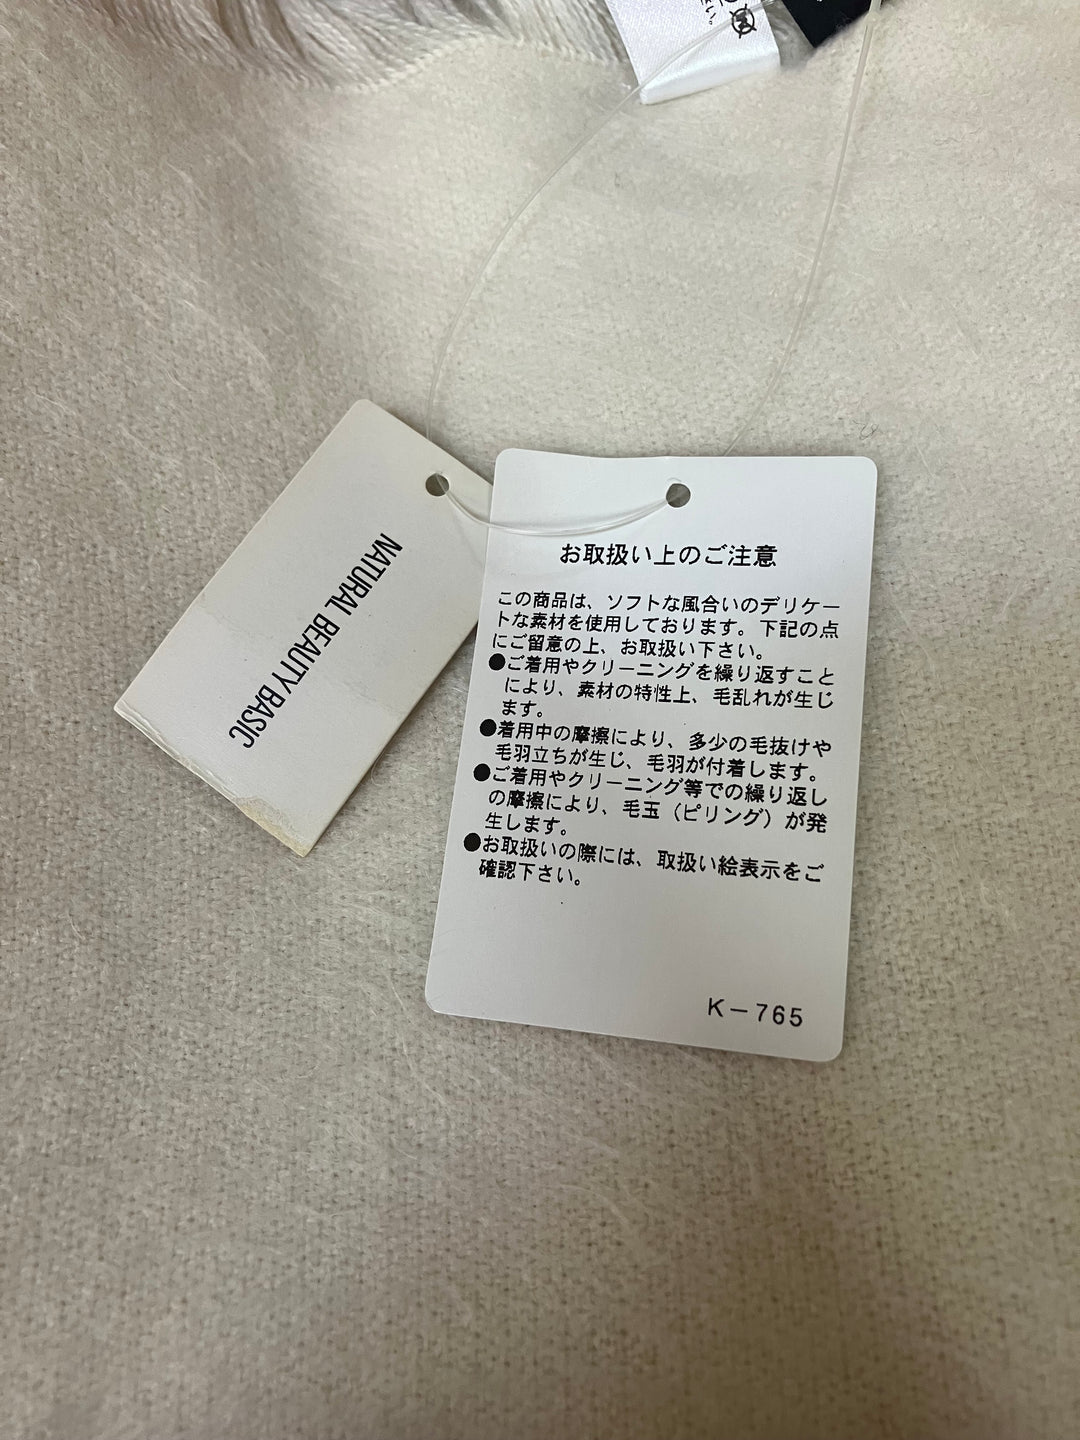 さい。
NATURAL BEAUTY BASIC
お取扱い上のご注意
この商品は、ソフトな風合いのデリケー
トな素材を使用しております。下記の点
にご留意の上、お取扱い下さい。
●ご着用やクリーニングを繰り返すこと
により、素材の特性上、毛乱れが生じ
ます。
●着用中の摩擦により、多少の毛抜けや
毛羽立ちが生じ、毛羽が付着します。
●ご着用やクリーニング等での繰り返し
の摩擦により、毛玉（ピリング）が発
生します。
●お取扱いの際には、取扱い絵表示をご
確認下さい。
K－765